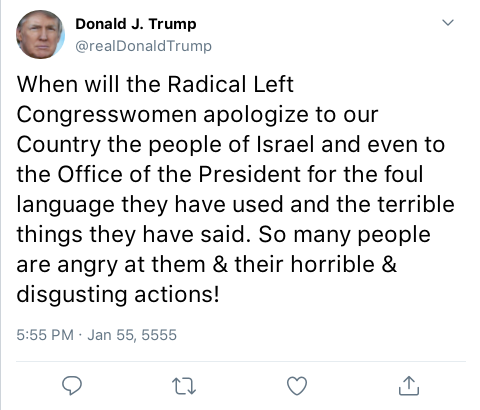 Donald J. Trump
@realDonaldTrump
When will the Radical Left
Congresswomen apologize to our
Country the people of Israel and even to
the Office of the President for the foul
language they have used and the terrible
things they have said. So many people
are angry at them & their horrible &
disgusting actions!
5:55 PM · Jan 55, 5555